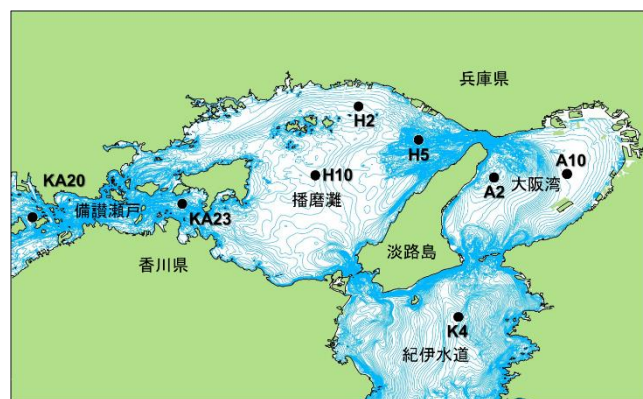 兵庫県
H2
H5
A10
A2
大阪湾
H10
播磨灘
KA20
備讃瀬戸
KA23
淡路島
香川県
K4
紀伊水道